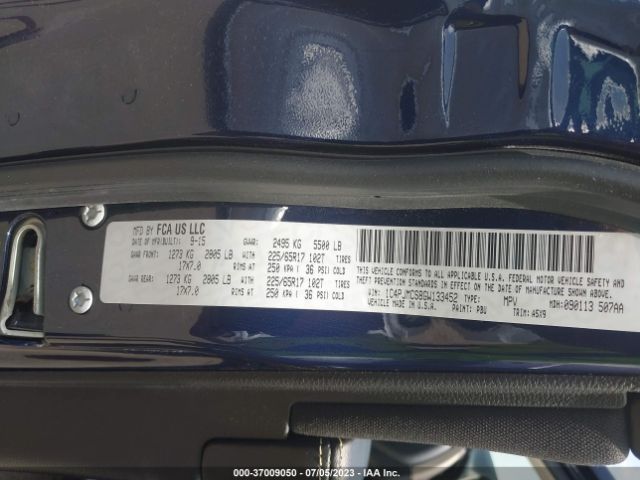 MFD BY FCA US LLC
DATE OF MFR(BUILT): 9-15 GVWR: 2495 KG 5500 LB
GAWR FRONT: 1273 KG 2805 LB WITH 225/65R17 102T TIRES
17X7.0 RIMS AT 250 KPA ( 36 PSI) COLD
GAWR REAR: 1273 KG 2805 LB WITH 225/65R17 102T TIRES
17X7.0 RIMS AT 250 KPA ( 36 PSI) COLD
THIS VEHICLE CONFORMS TO ALL APPLICABLE U.S.A. FEDERAL MOTOR VEHICLE SAFETY, BUMPER AND
THEFT PREVENTION STANDARDS IN EFFECT ON THE DATE OF MANUFACTURE SHOWN ABOVE.
VIN: 1C4PJMCS9GW133452 TYPE: MPV MDH: 090113 507AA
VEHICLE MADE IN U.S.A. PAINT: PBU TRIM: A5X9
000-37009050 - 07/05/2023 - IAA Inc.